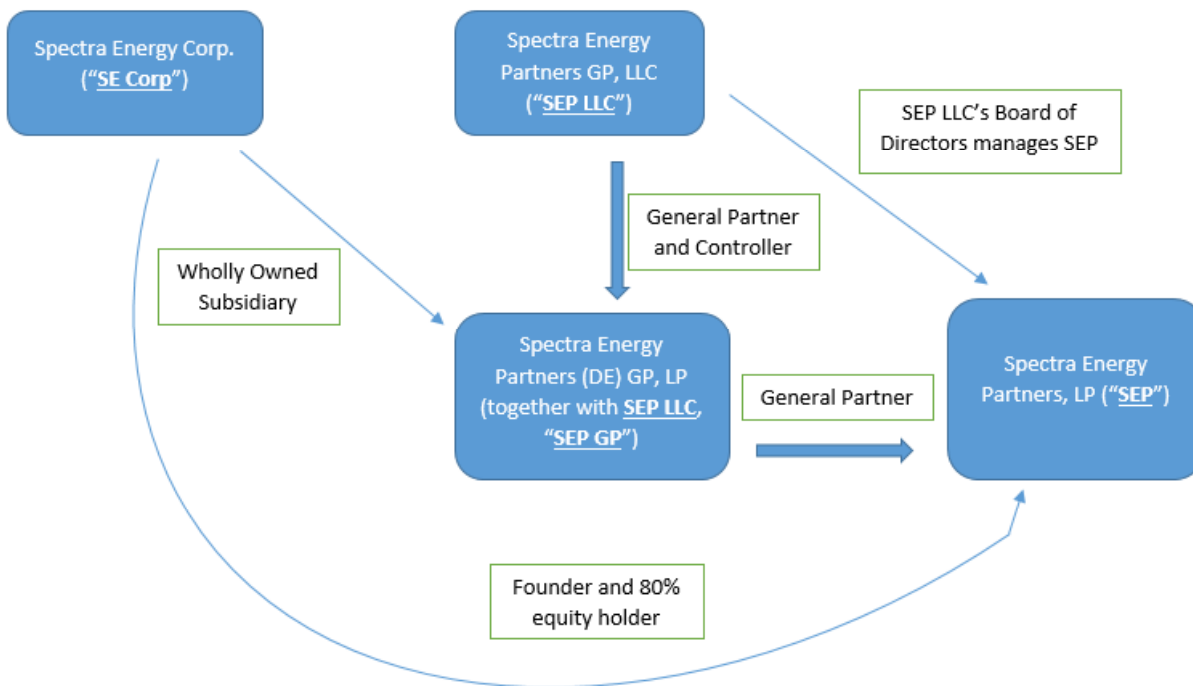 Spectra Energy Corp.
(“SE Corp”)
Spectra Energy
Partners GP, LLC
(“SEP LLC”)
SEP LLC’s Board of
Directors manages SEP
General Partner
and Controller
Wholly Owned
Subsidiary
Spectra Energy
Partners (DE) GP, LP
(together with SEP LLC,
“SEP GP”)
General Partner
Spectra Energy
Partners, LP (“SEP”)
Founder and 80%
equity holder